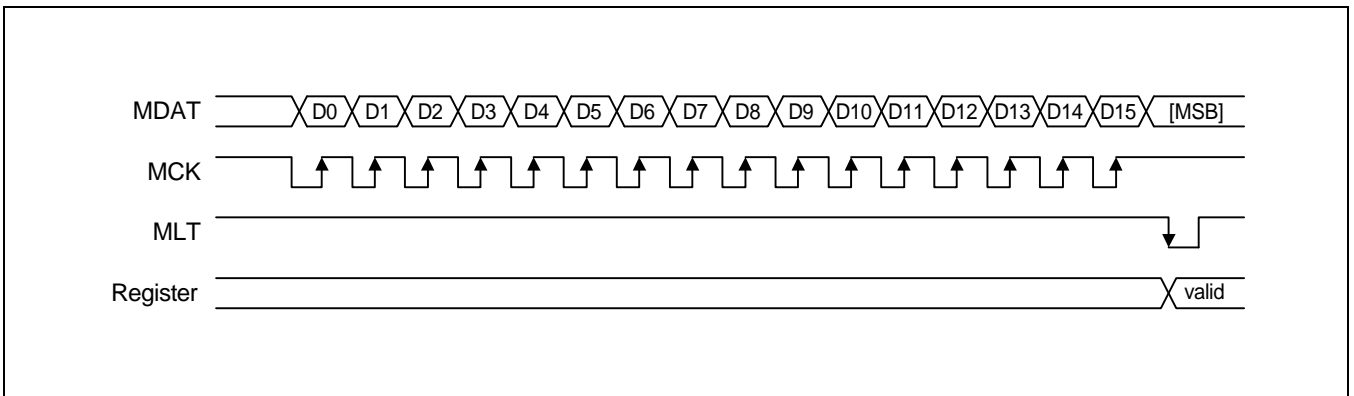 MDAT D0 D1 D2 D3 D4 D5 D6 D7 D8 D9 D10 D11 D12 D13 D14 D15 [MSB]
MCK
MLT
Register valid